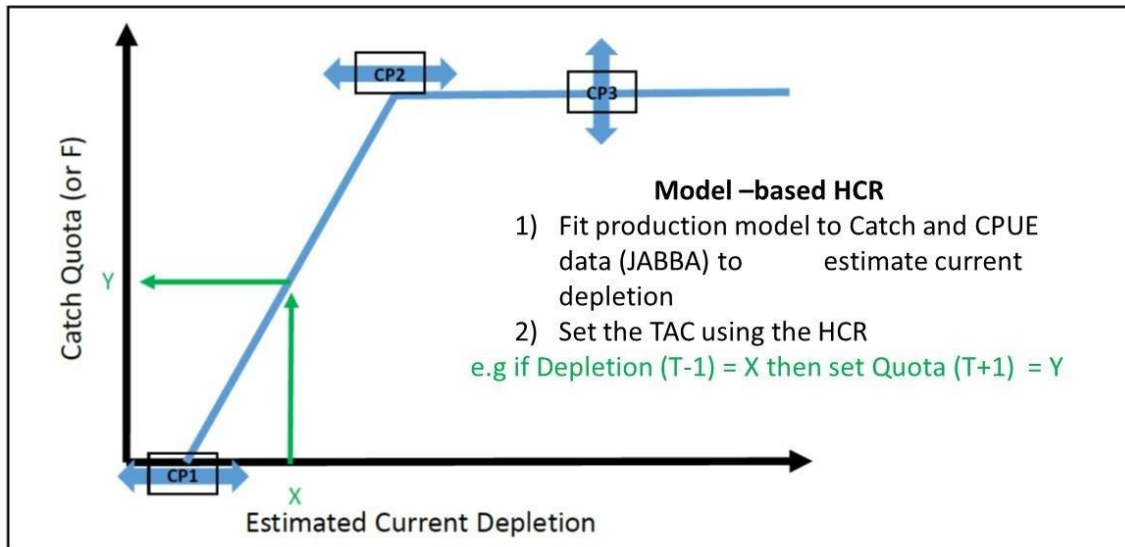 CP2
CP3
Catch Quota (or F)
Model –based HCR
1) Fit production model to Catch and CPUE
data (JABBA) to estimate current
depletion
2) Set the TAC using the HCR
e.g if Depletion (T-1) = X then set Quota (T+1) = Y
Y
CP1
X
Estimated Current Depletion